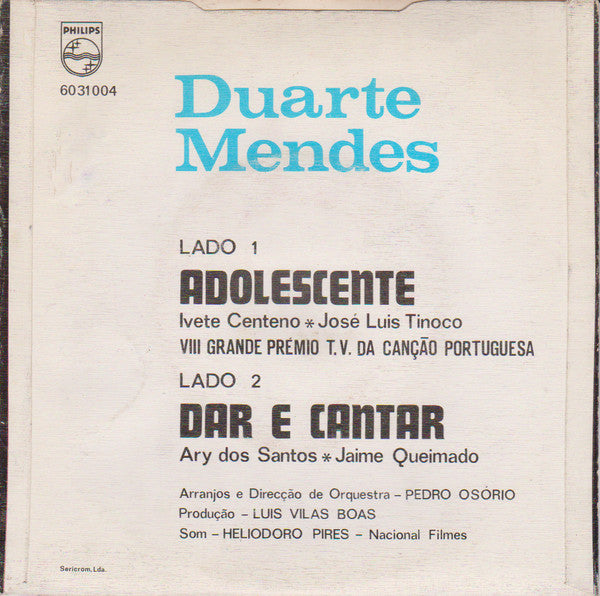 PHILIPS
6031004
Duarte
Mendes
LADO 1
ADOLESCENTE
Ivete Centeno * José Luis Tinoco
VIII GRANDE PRÉMIO T.V. DA CANÇÃO PORTUGUESA
LADO 2
DAR E CANTAR
Ary dos Santos * Jaime Queimado
Arranjos e Direcção de Orquestra – PEDRO OSÓRIO
Produção – LUIS VILAS BOAS
Som – HELIODORO PIRES – Nacional Filmes
Sericrom, Lda.